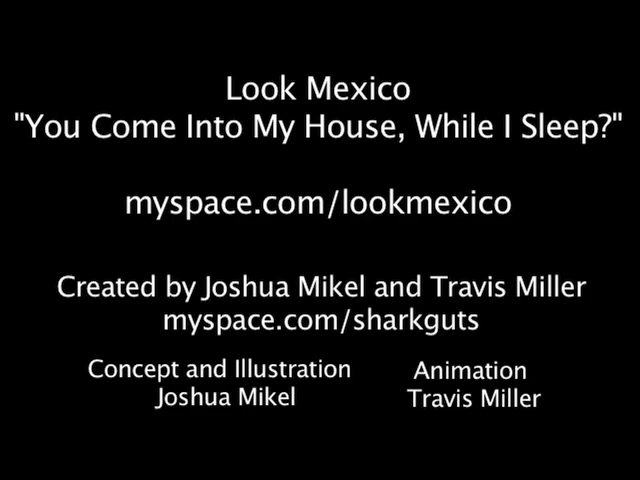 Look Mexico
"You Come Into My House, While I Sleep?"
myspace.com/lookmexico
Created by Joshua Mikel and Travis Miller
myspace.com/sharkguts
Concept and Illustration
Joshua Mikel
Animation
Travis Miller